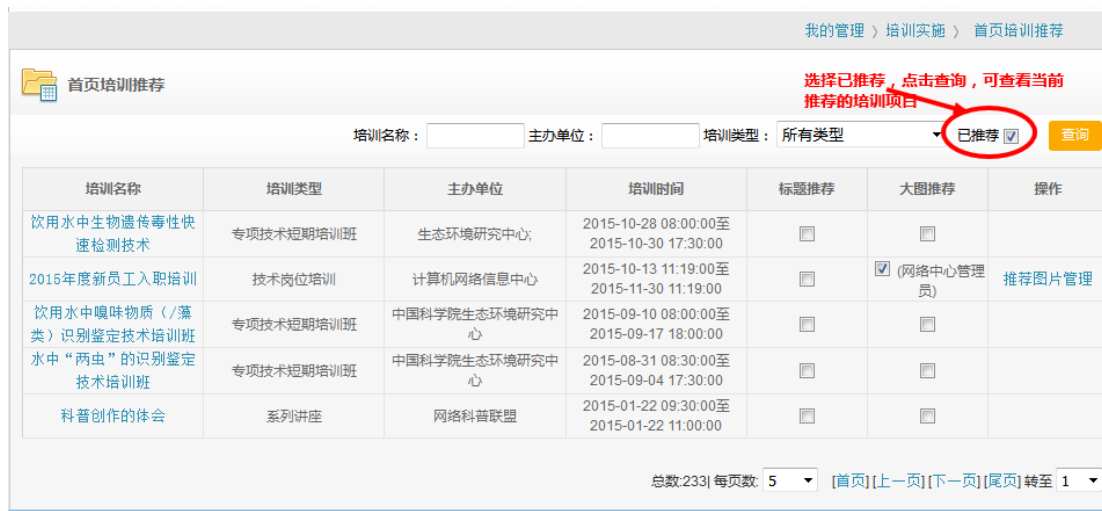 我的管理 〉培训实施 〉 首页培训推荐
首页培训推荐
选择已推荐，点击查询，可查看当前
推荐的培训项目
培训名称： 主办单位： 培训类型： 所有类型 已推荐 查询
培训名称 培训类型 主办单位 培训时间 标题推荐 大图推荐 操作
饮用水中生物遗传毒性快
速检测技术
专项技术短期培训班
生态环境研究中心;
2015-10-28 08:00:00至
2015-10-30 17:30:00
2015年度新员工入职培训
技术岗位培训
计算机网络信息中心
2015-10-13 11:19:00至
2015-11-30 11:19:00
(网络中心管理
员)
推荐图片管理
饮用水中嗅味物质（/藻
类）识别鉴定技术培训班
专项技术短期培训班
中国科学院生态环境研究中
心
2015-09-10 08:00:00至
2015-09-17 18:00:00
水中“两虫”的识别鉴定
技术培训班
专项技术短期培训班
中国科学院生态环境研究中
心
2015-08-31 08:30:00至
2015-09-04 17:30:00
科普创作的体会
系列讲座
网络科普联盟
2015-01-22 09:30:00至
2015-01-22 11:00:00
总数:233| 每页数: 5 [首页][上一页][下一页][尾页] 转至 1